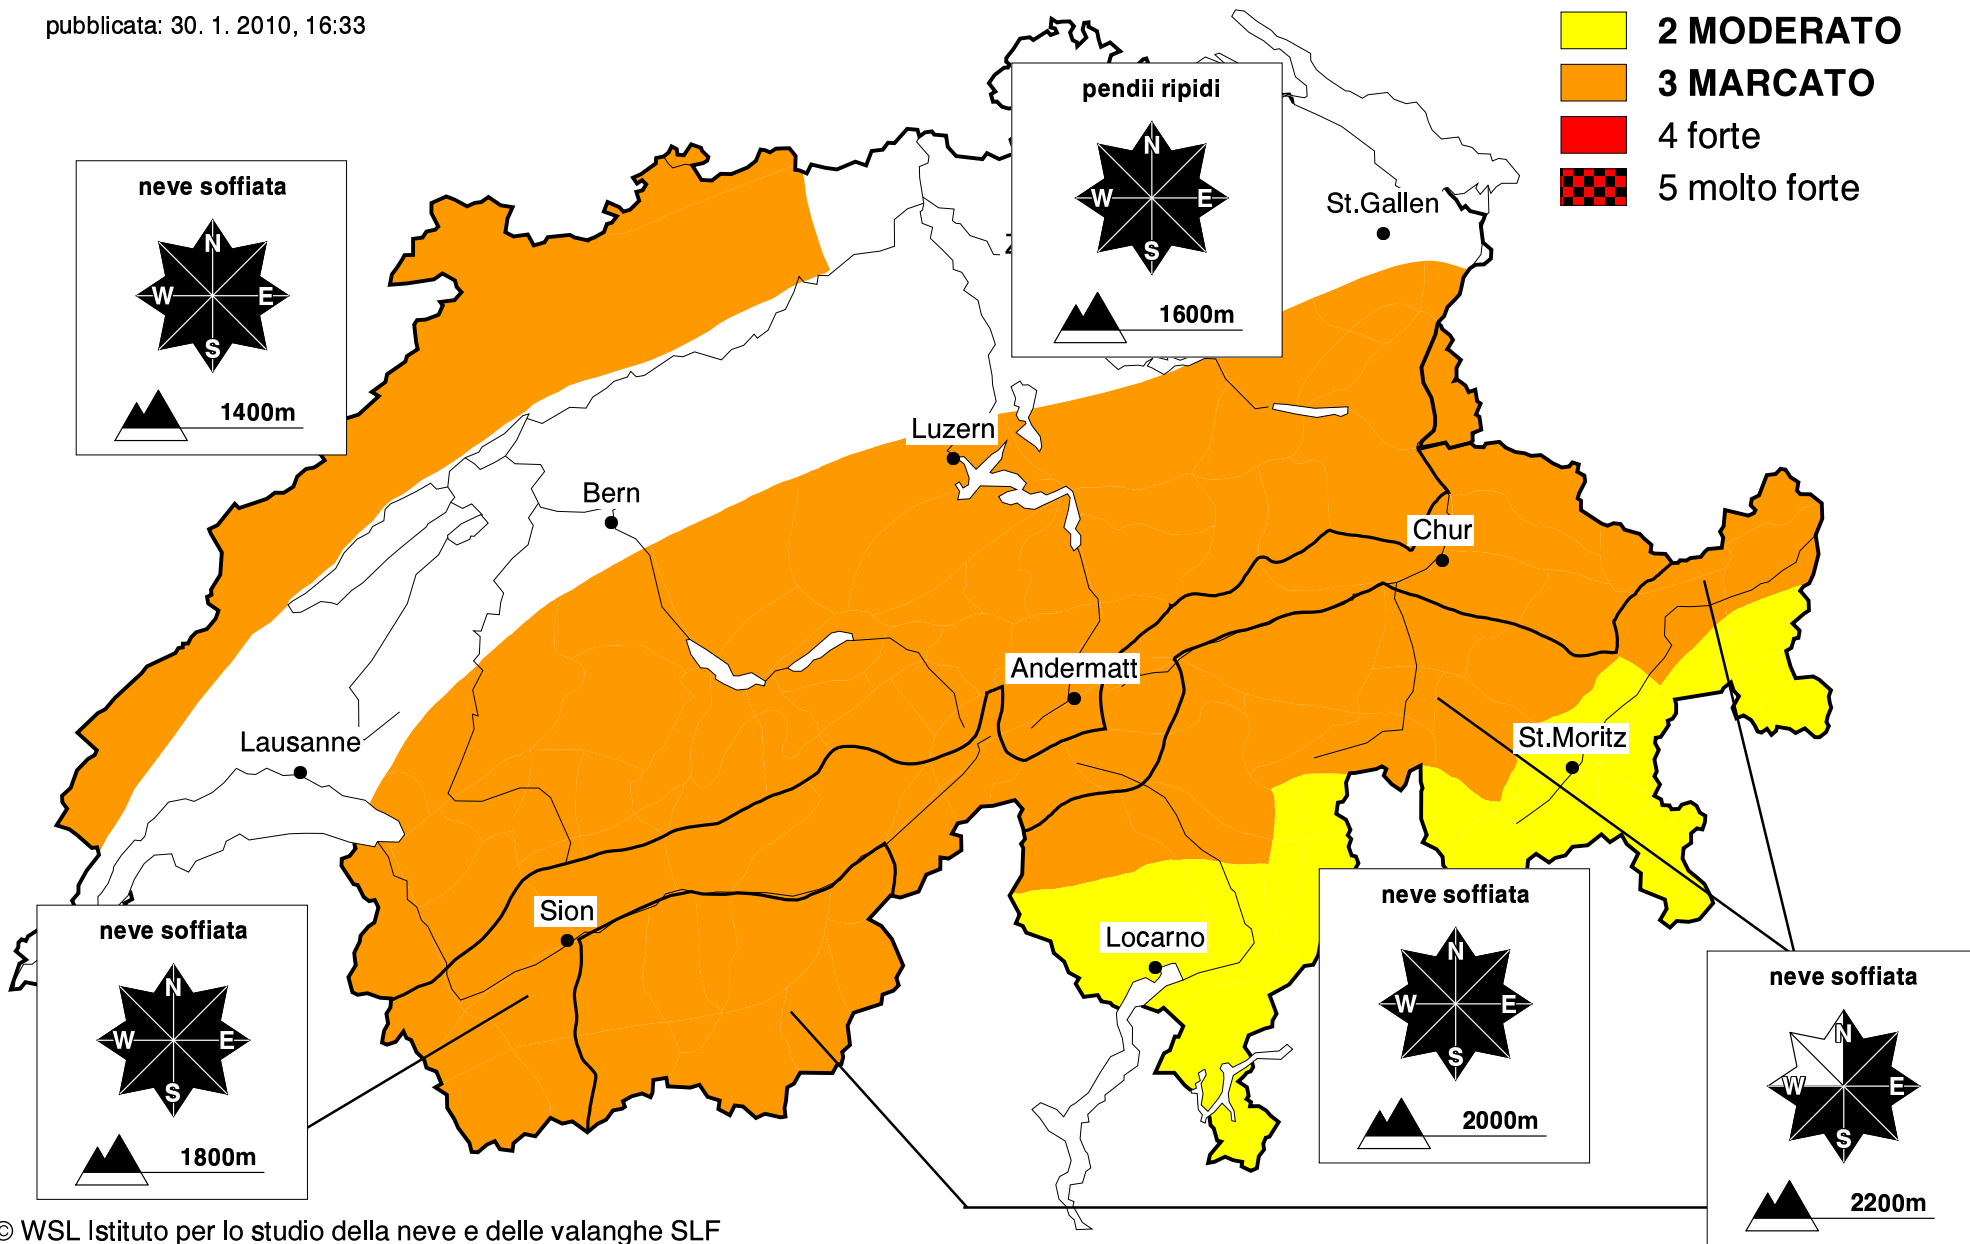 pubblicata: 30. 1. 2010, 16:33
2 MODERATO
3 MARCATO
4 forte
5 molto forte
pendii ripidi
N
W E
S
1600m
neve soffiata
N
W E
S
1400m
St.Gallen
Luzern
Bern
Chur
Andermatt
Lausanne
St.Moritz
Sion
Locarno
neve soffiata
N
W E
S
1800m
neve soffiata
N
W E
S
2000m
neve soffiata
N
W E
S
2200m
© WSL Istituto per lo studio della neve e delle valanghe SLF